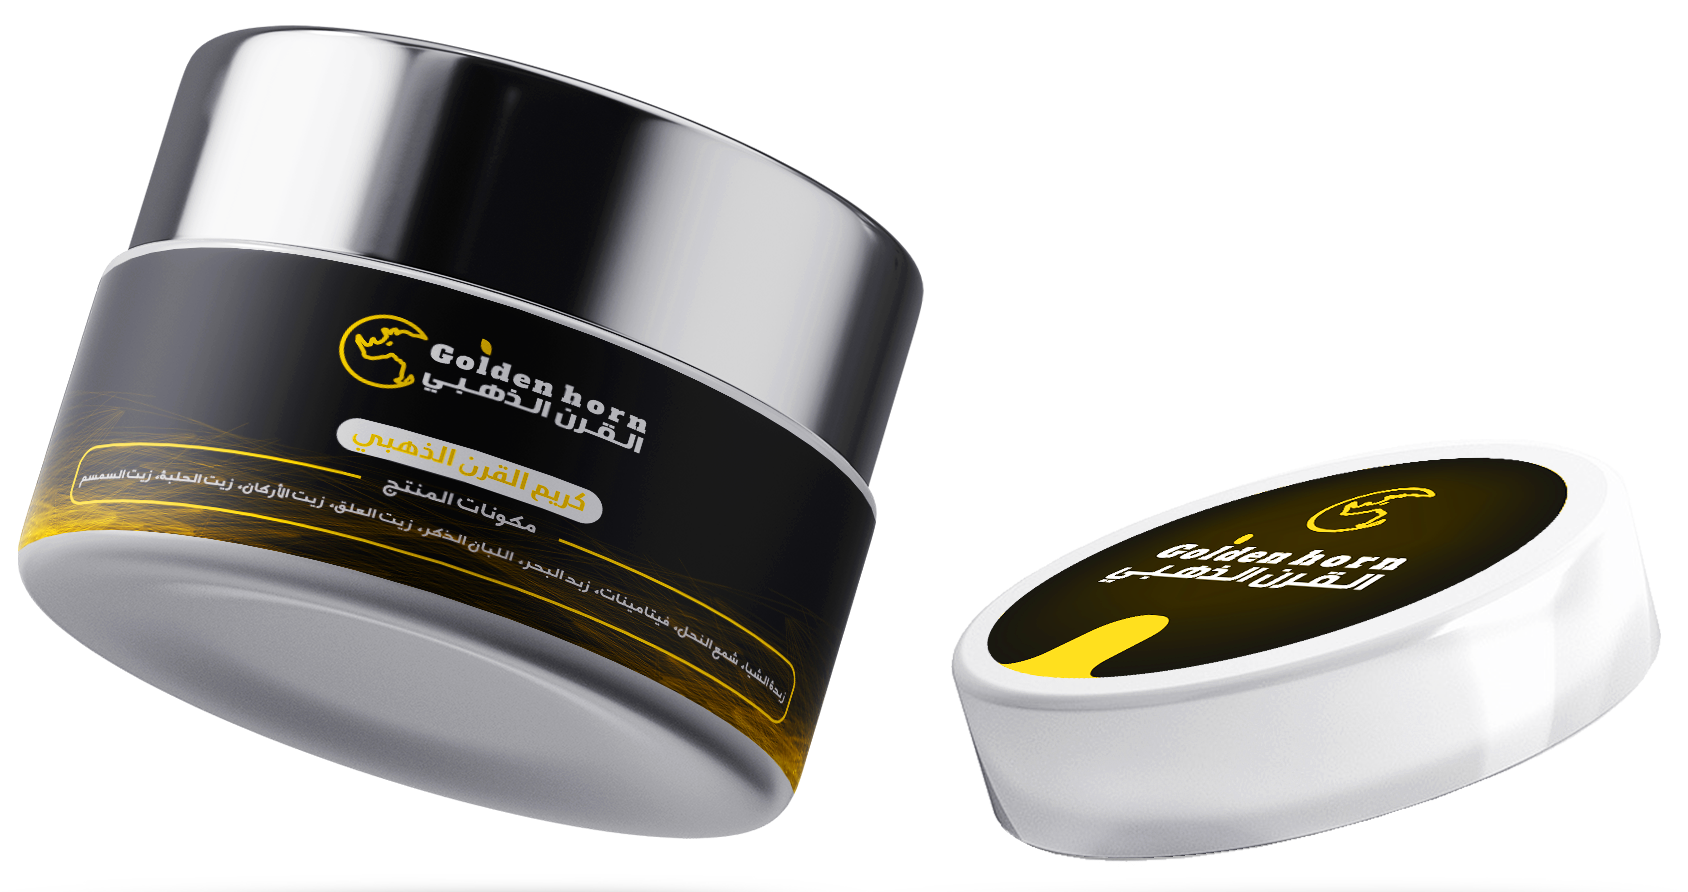 Golden horn
القرن الذهبي
كريم القرن الذهبي
مكونات المنتج
زبدة الشيا، شمع النحل، فيتامينات، زبد البحر، اللبان الذكر، زيت العلق، زيت الأركان، زيت الحلبة، زيت السمسم
Golden horn
القرن الذهبي